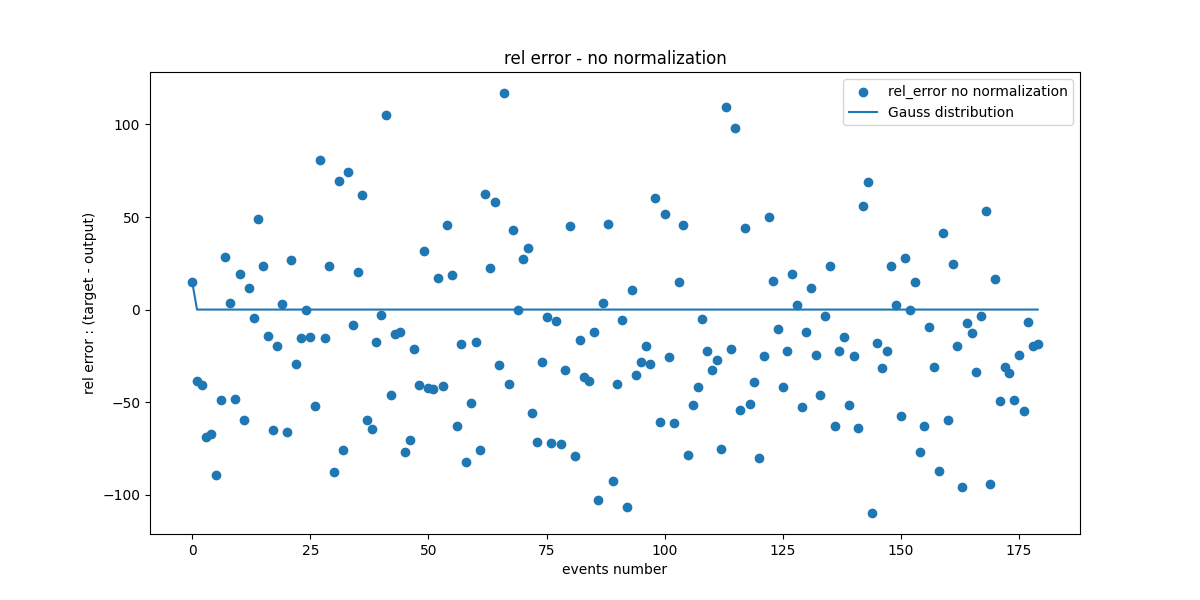 rel error - no normalization
rel_error no normalization
Gauss distribution
rel error : (target - output)
100
50
0
−50
−100
0 25 50 75 100 125 150 175
events number